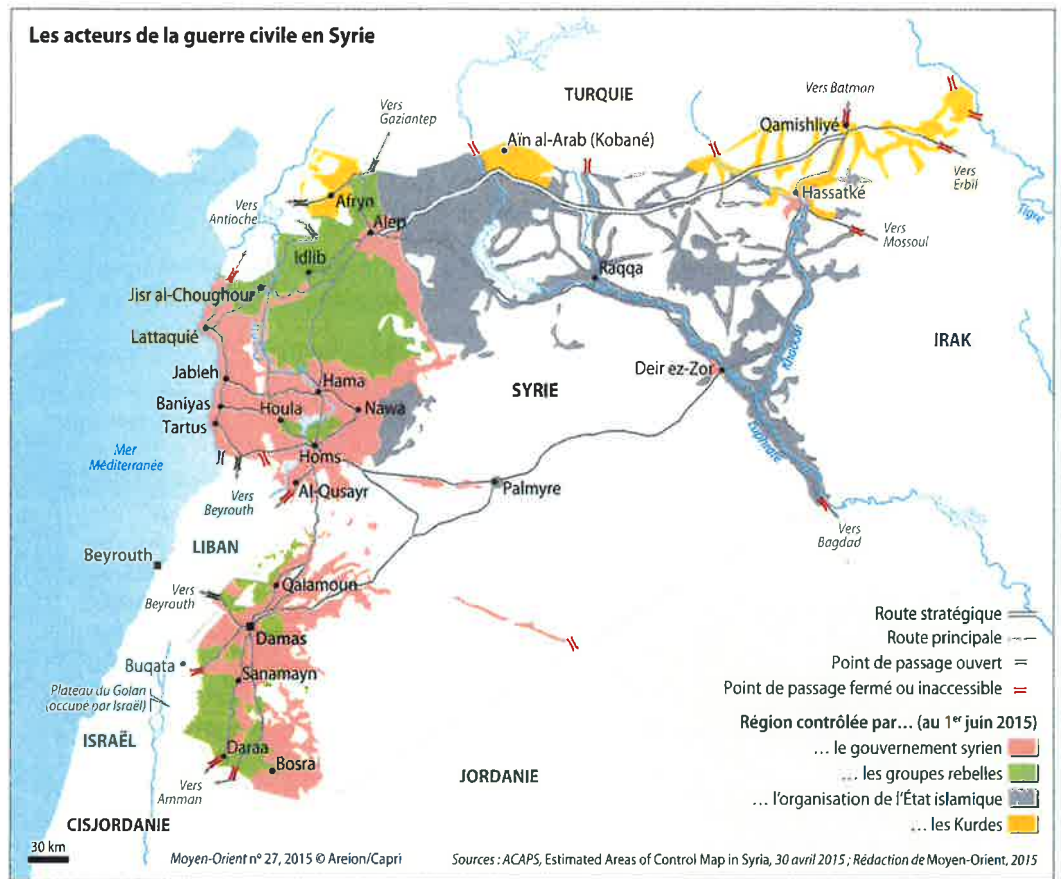 Les acteurs de la guerre civile en Syrie
TURQUIE
Vers Batman
Vers
Gaziantep
Qamishliyé
Aïn al-Arab (Kobané)
Vers
Erbil
Hassatké
Afryn
Vers
Antioche
Tigre
Alep
Vers
Mossoul
Idlib
Raqqa
Jisr al-Choughour
Lattaquié
Khabour
IRAK
Deir ez-Zor
Jableh
Hama
SYRIE
Baniyas
Houla
Nawa
Tartus
Euphrate
Mer
Méditerranée
Homs
Al-Qusayr
Palmyre
Vers
Beyrouth
Vers
Bagdad
LIBAN
Beyrouth
Qalamoun
Vers
Beyrouth
Damas
Buqata
Sanamayn
Plateau du Golan
(occupé par Israël)
ISRAËL
Daraa
Bosra
Vers
Amman
JORDANIE
CISJORDANIE
Route stratégique
Route principale
Point de passage ouvert
Point de passage fermé ou inaccessible
Région contrôlée par... (au 1er juin 2015)
... le gouvernement syrien
... les groupes rebelles
... l'organisation de l'État islamique
... les Kurdes
30 km
Moyen-Orient n° 27, 2015 © Areion/Capri
Sources : ACAPS, Estimated Areas of Control Map in Syria, 30 avril 2015 ; Rédaction de Moyen-Orient, 2015